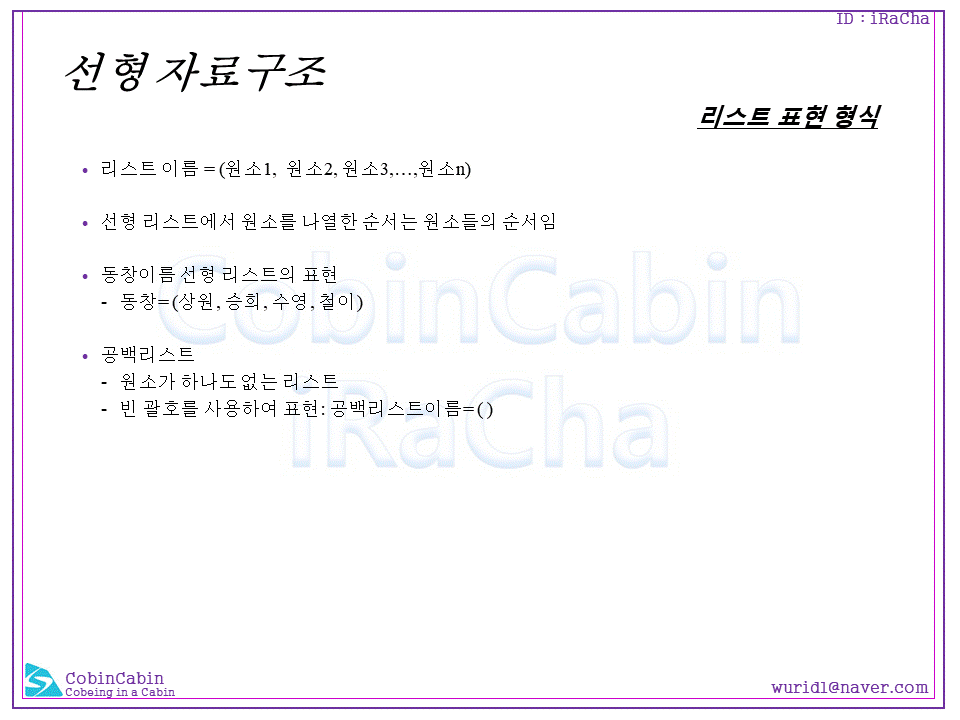 ID : iRaCha
선형 자료구조
리스트 표현 형식
• 리스트 이름 = (원소1, 원소2, 원소3,…,원소n)
• 선형 리스트에서 원소를 나열한 순서는 원소들의 순서임
• 동창이름 선형 리스트의 표현
- 동창= (상원, 승희, 수영, 철이)
• 공백리스트
- 원소가 하나도 없는 리스트
- 빈 괄호를 사용하여 표현: 공백리스트이름= ( )
CobinCabin
iRaCha
CobinCabin
Cobeing in a Cabin
wurid1@naver.com